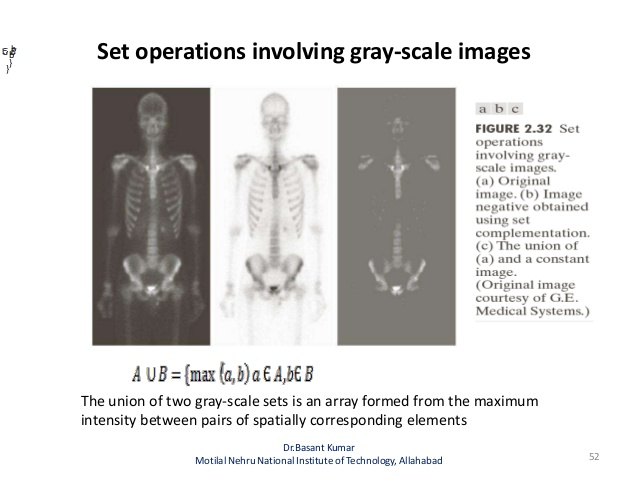 Set operations involving gray-scale images
a b c
FIGURE 2.32 Set
operations
involving gray-
scale images.
(a) Original
image. (b) Image
negative obtained
using set
complementation.
(c) The union of
(a) and a constant
image.
(Original image
courtesy of G.E.
Medical Systems.)
A ∪ B = {max (a,b) a ∈ A, b∈ B
The union of two gray-scale sets is an array formed from the maximum
intensity between pairs of spatially corresponding elements
Dr.Basant Kumar
Motilal Nehru National Institute of Technology, Allahabad
52